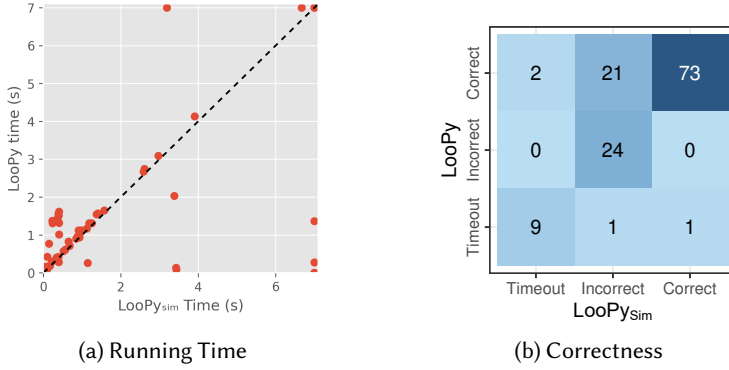 7
6
5
4
3
2
1
0
LooPy time (s)
0 2 4 6
LooPysim Time (s)
(a) Running Time
LooPy
Correct 2 21 73
Incorrect 0 24 0
Timeout 9 1 1
Timeout Incorrect Correct
LooPySim
(b) Correctness